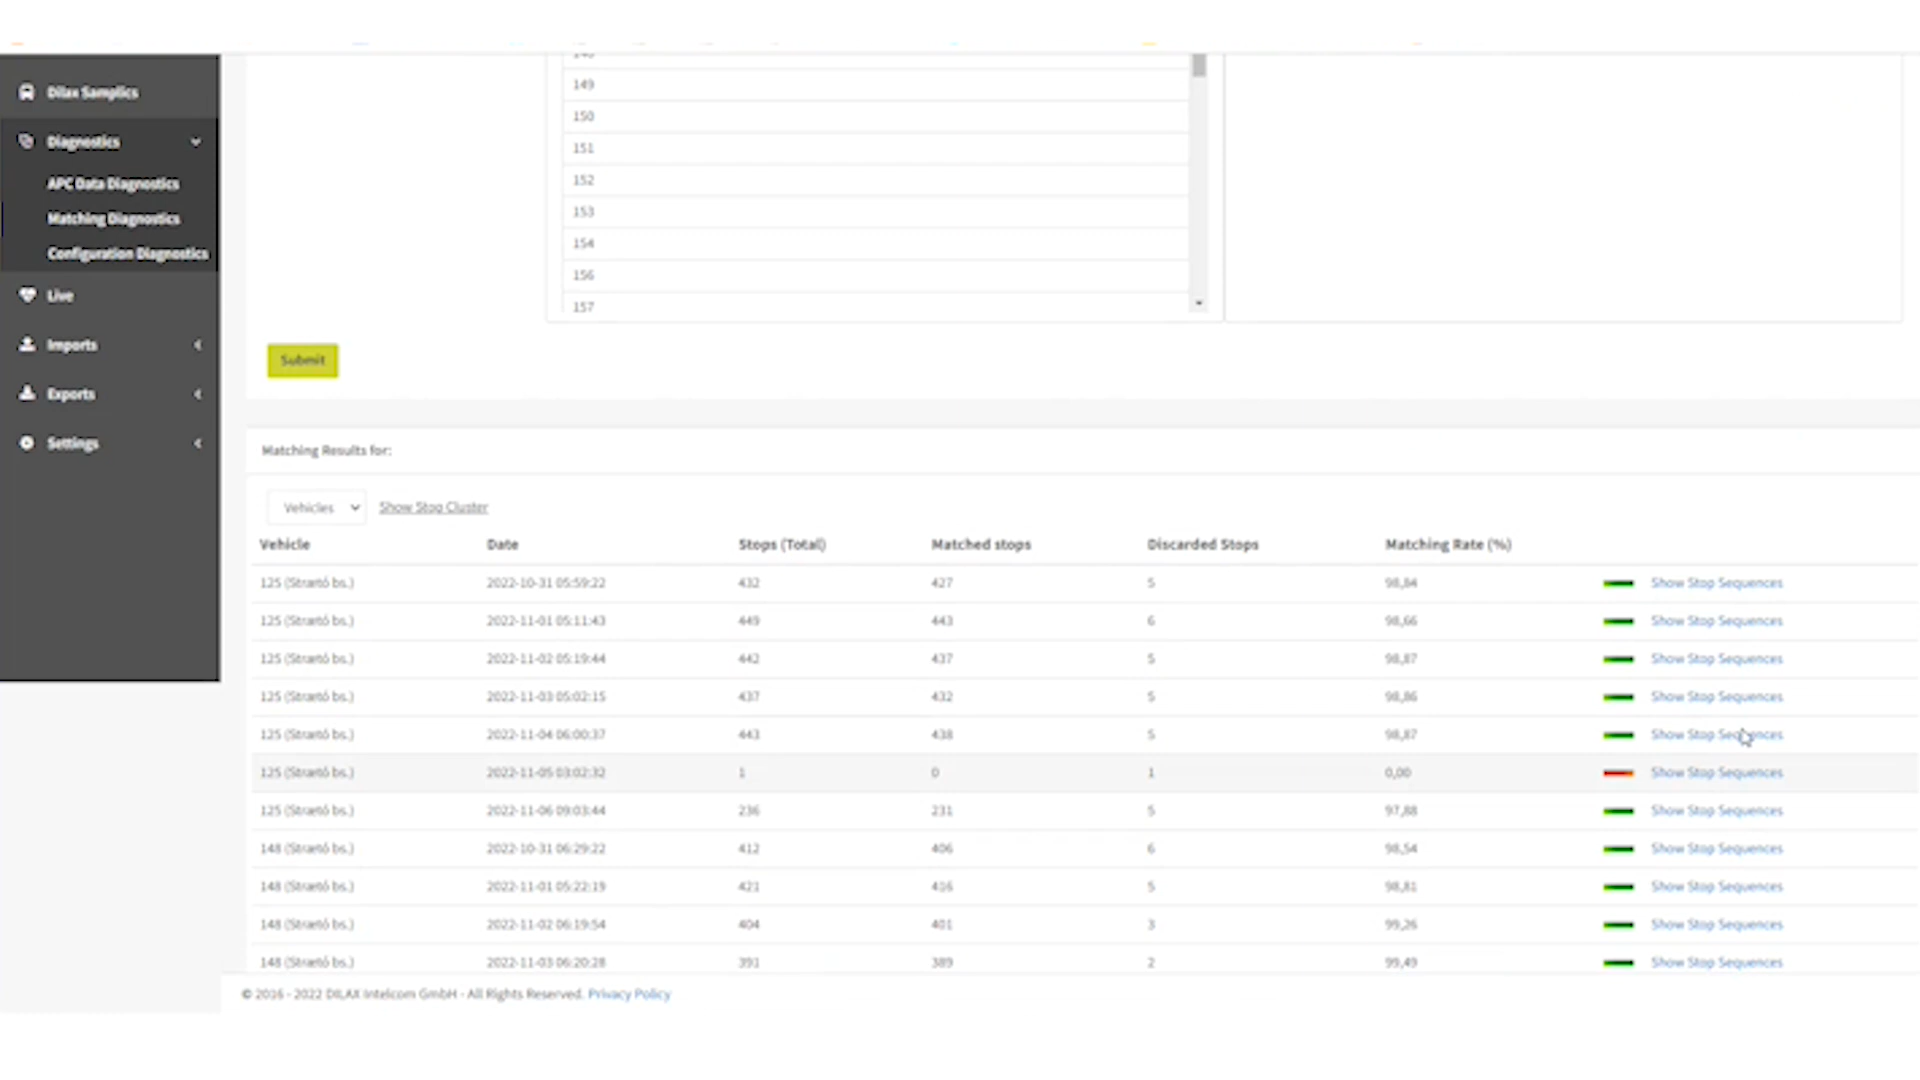 Dilax Samplics
Diagnostics
APC Data Diagnostics
Matching Diagnostics
Configuration Diagnostics
Live
Imports
Exports
Settings
149
150
151
152
153
154
156
157
Submit
Matching Results for:
Vehicles Show Stop Cluster
Vehicle Date Stops (Total) Matched stops Discarded Stops Matching Rate (%)
125 (Strætó bs.) 2022-10-31 05:59:22 432 427 5 98,84 Show Stop Sequences
125 (Strætó bs.) 2022-11-01 05:11:43 449 443 6 98,66 Show Stop Sequences
125 (Strætó bs.) 2022-11-02 05:19:44 442 437 5 98,87 Show Stop Sequences
125 (Strætó bs.) 2022-11-03 05:02:15 437 432 5 98,86 Show Stop Sequences
125 (Strætó bs.) 2022-11-04 06:00:37 443 438 5 98,87 Show Stop Sequences
125 (Strætó bs.) 2022-11-05 03:02:32 1 0 1 0,00 Show Stop Sequences
125 (Strætó bs.) 2022-11-06 09:03:44 236 231 5 97,88 Show Stop Sequences
148 (Strætó bs.) 2022-10-31 06:29:22 412 406 6 98,54 Show Stop Sequences
148 (Strætó bs.) 2022-11-01 05:22:19 421 416 5 98,81 Show Stop Sequences
148 (Strætó bs.) 2022-11-02 06:19:54 404 401 3 99,26 Show Stop Sequences
148 (Strætó bs.) 2022-11-03 06:20:28 391 389 2 99,49 Show Stop Sequences
© 2016 - 2022 DILAX Intelcom GmbH - All Rights Reserved. Privacy Policy